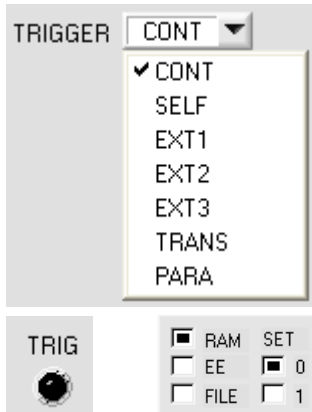 TRIGGER CONT
CONT
SELF
EXT1
EXT2
EXT3
TRANS
PARA
TRIG
RAM SET
EE 0
FILE 1